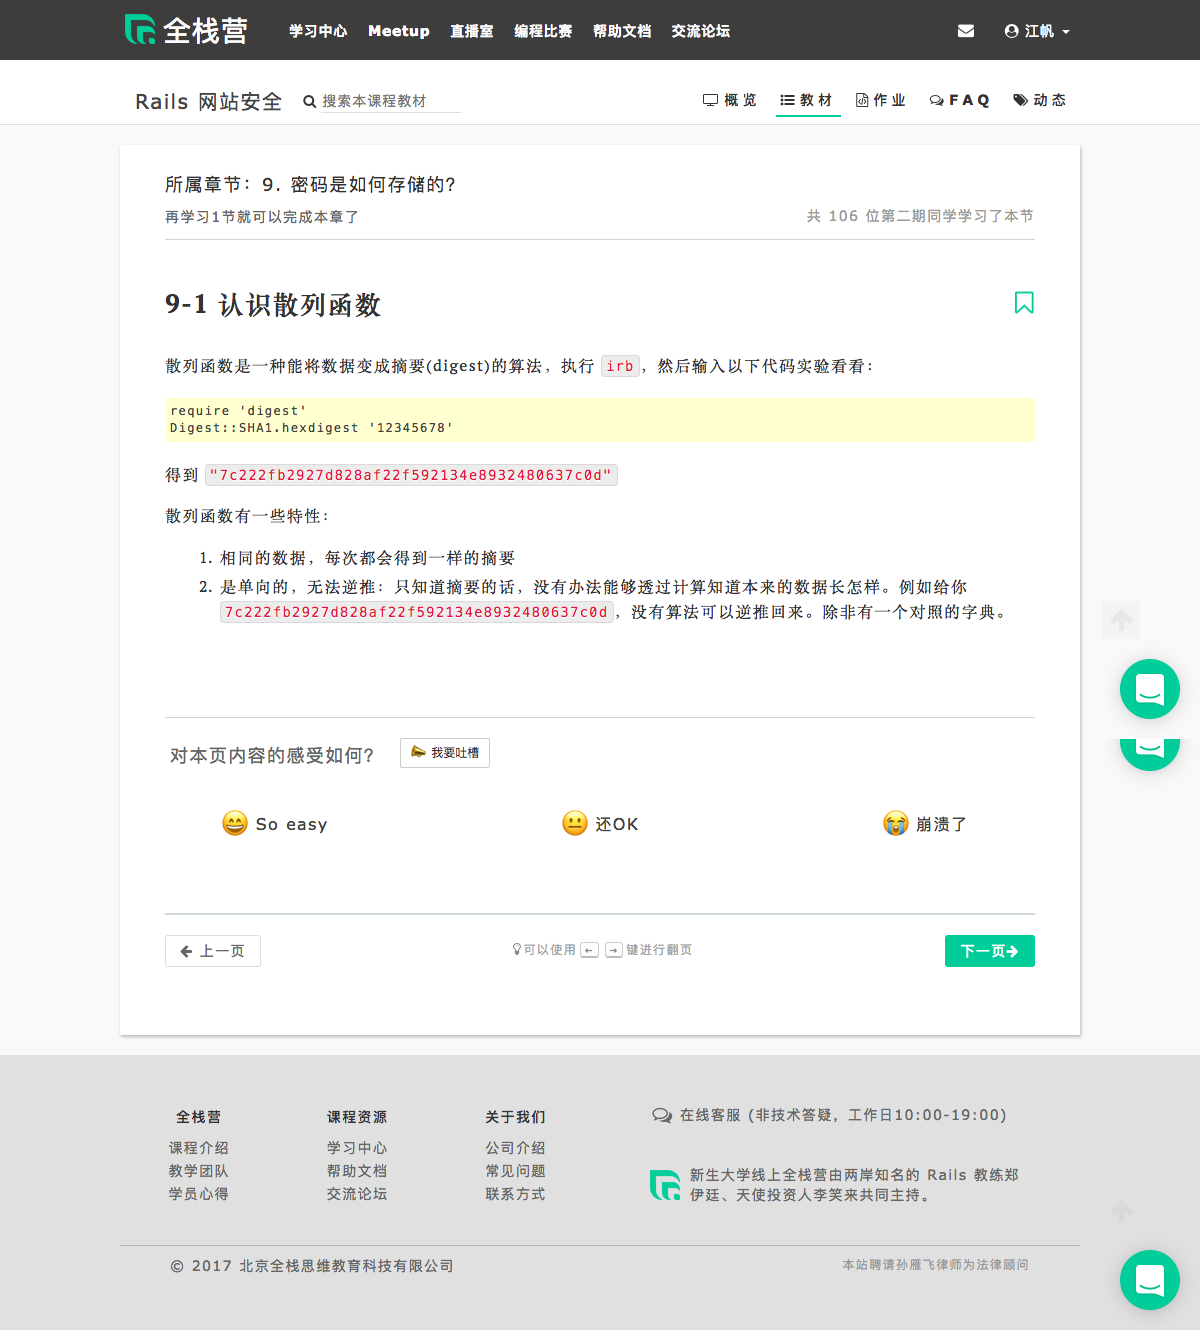 全栈营 学习中心 Meetup 直播室 编程比赛 帮助文档 交流论坛 江帆
Rails 网站安全 搜索本课程教材 概览 教材 作业 FAQ 动态
所属章节：9. 密码是如何存储的?
再学习1节就可以完成本章了 共 106 位第二期同学学习了本节
9-1 认识散列函数
散列函数是一种能将数据变成摘要(digest)的算法，执行 irb，然后输入以下代码实验看看：
require 'digest'
Digest::SHA1.hexdigest '12345678'
得到 "7c222fb2927d828af22f592134e8932480637c0d"
散列函数有一些特性：
1. 相同的数据，每次都会得到一样的摘要
2. 是单向的，无法逆推：只知道摘要的话，没有办法能够透过计算知道本来的数据长怎样。例如给你
7c222fb2927d828af22f592134e8932480637c0d，没有算法可以逆推回来。除非有一个对照的字典。
对本页内容的感受如何? 我要吐槽
So easy 还OK 崩溃了
上一页 可以使用 ← → 键进行翻页 下一页
全栈营 课程资源 关于我们 在线客服 (非技术答疑，工作日10:00-19:00)
课程介绍 学习中心 公司介绍
教学团队 帮助文档 常见问题 新生大学线上全栈营由两岸知名的 Rails 教练郑
学员心得 交流论坛 联系方式 伊廷、天使投资人李笑来共同主持。
© 2017 北京全栈思维教育科技有限公司 本站聘请孙雁飞律师为法律顾问